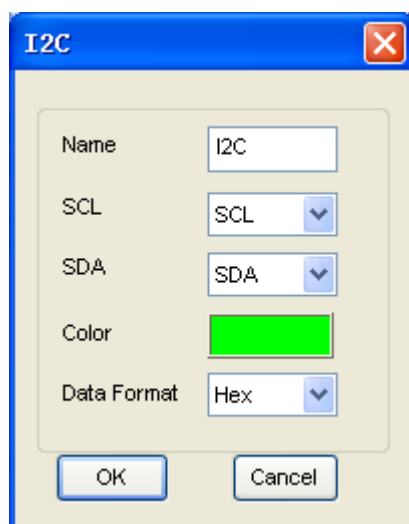 I2C
Name I2C
SCL SCL
SDA SDA
Color
Data Format Hex
OK Cancel